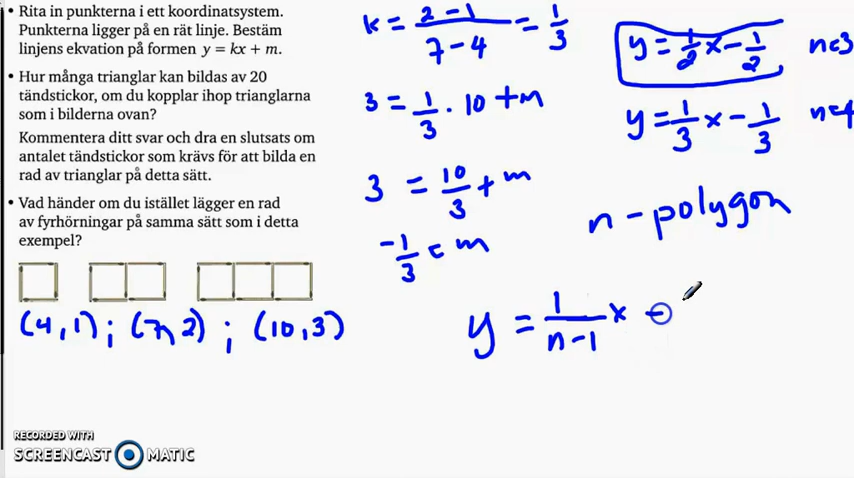 • Rita in punkterna i ett koordinatsystem.
Punkterna ligger på en rät linje. Bestäm
linjens ekvation på formen y = kx + m.
• Hur många trianglar kan bildas av 20
tändstickor, om du kopplar ihop trianglarna
som i bilderna ovan?
Kommentera ditt svar och dra en slutsats om
antalet tändstickor som krävs för att bilda en
rad av trianglar på detta sätt.
• Vad händer om du istället lägger en rad
av fyrhörningar på samma sätt som i detta
exempel?
(4,1) ; (7,2) ; (10,3)
k = 2-1/7-4 = 1/3
3 = 1/3 · 10 + m
3 = 10/3 + m
-1/3 = m
y = 1/2 x - 1/2 n=3
y = 1/3 x - 1/3 n=4
n - polygon
y = 1/n-1 x -
RECORDED WITH
SCREENCAST MATIC